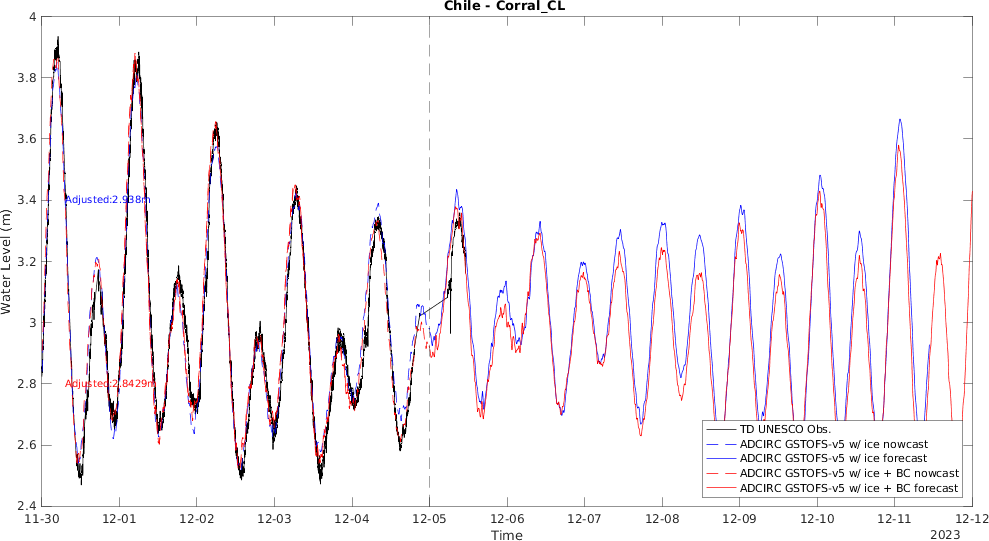 Chile - Corral_CL
Water Level (m)
4
3.8
3.6
3.4
3.2
3
2.8
2.6
2.4
Adjusted:2.938m
Adjusted:2.8429m
TD UNESCO Obs.
ADCIRC GSTOFS-v5 w/ ice nowcast
ADCIRC GSTOFS-v5 w/ ice forecast
ADCIRC GSTOFS-v5 w/ ice + BC nowcast
ADCIRC GSTOFS-v5 w/ ice + BC forecast
11-30 12-01 12-02 12-03 12-04 12-05 12-06 12-07 12-08 12-09 12-10 12-11 12-12
Time
2023